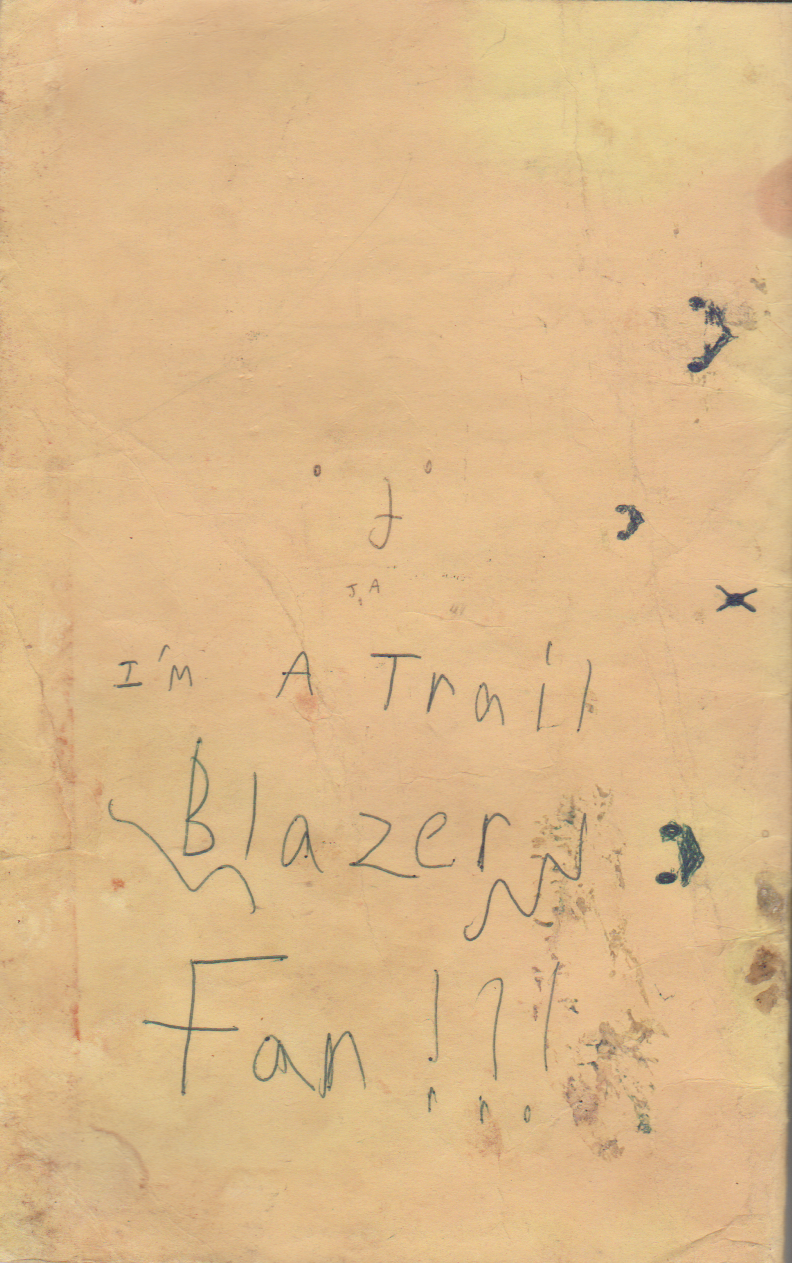 J.A
I'm A Trail
Blazer
Fan !?!